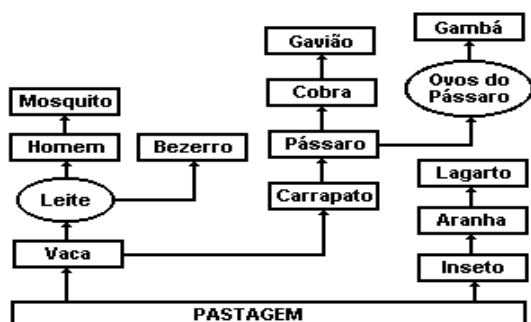 Gambá
Gavião
Ovos do
Pássaro
Cobra
Mosquito
Homem
Bezerro
Pássaro
Lagarto
Leite
Carrapato
Aranha
Vaca
Inseto
PASTAGEM